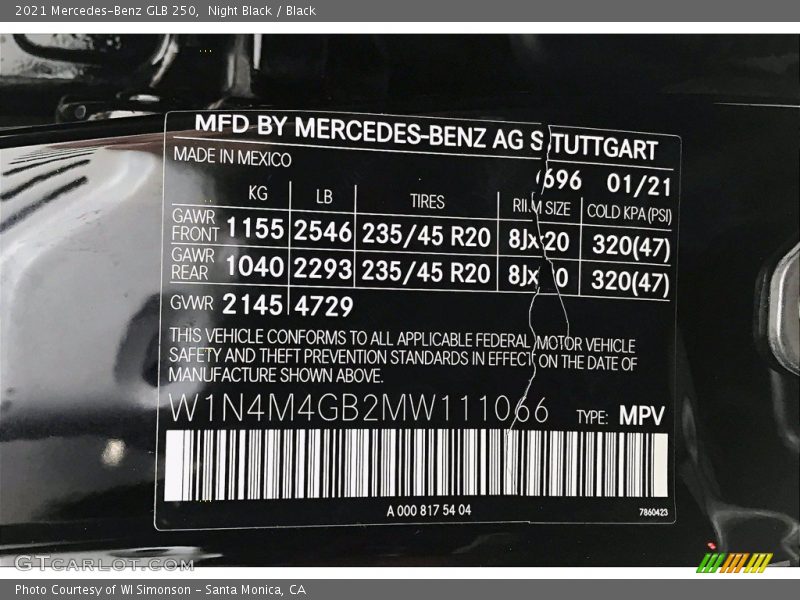 2021 Mercedes-Benz GLB 250,  Night Black / Black
MFD BY MERCEDES-BENZ AG STUTTGART
MADE IN MEXICO
696 01/21
KG LB TIRES RIM SIZE COLD KPA (PSI)
GAWR FRONT 1155 2546 235/45 R20 8Jx20 320(47)
GAWR REAR 1040 2293 235/45 R20 8Jx20 320(47)
GVWR 2145 4729
THIS VEHICLE CONFORMS TO ALL APPLICABLE FEDERAL MOTOR VEHICLE
SAFETY AND THEFT PREVENTION STANDARDS IN EFFECT ON THE DATE OF
MANUFACTURE SHOWN ABOVE.
W1N4M4GB2MW111066 TYPE: MPV
A 000 817 54 04 7860423
GTCARLOT.COM
Photo Courtesy of WI Simonson - Santa Monica, CA